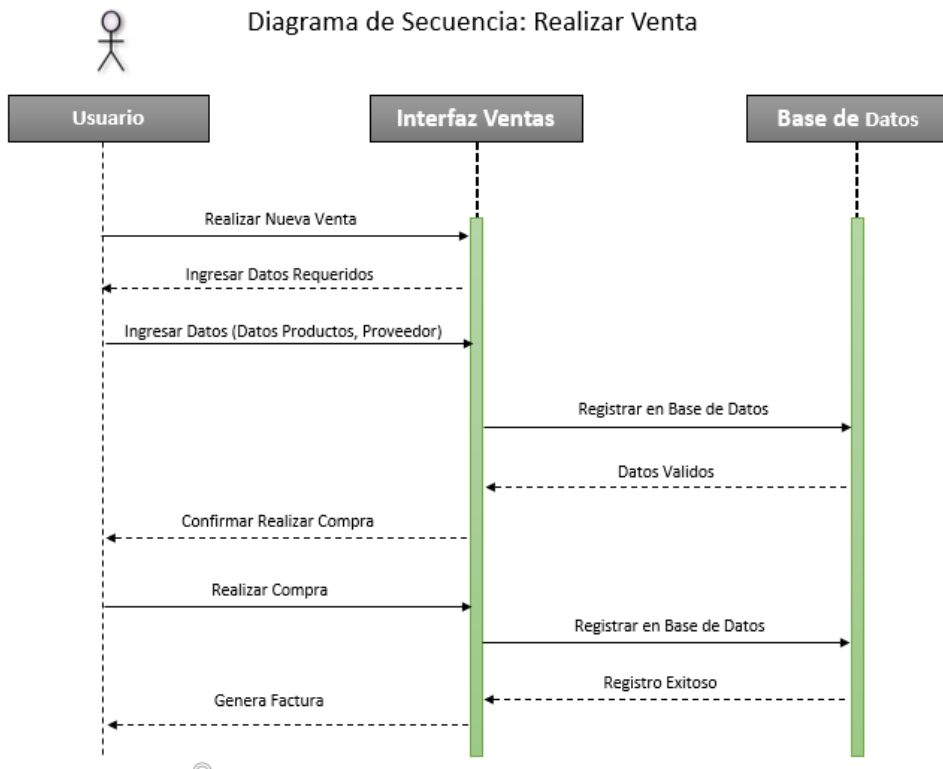 Diagrama de Secuencia: Realizar Venta
Usuario
Interfaz Ventas
Base de Datos
Realizar Nueva Venta
Ingresar Datos Requeridos
Ingresar Datos (Datos Productos, Proveedor)
Registrar en Base de Datos
Datos Validos
Confirmar Realizar Compra
Realizar Compra
Registrar en Base de Datos
Registro Exitoso
Genera Factura